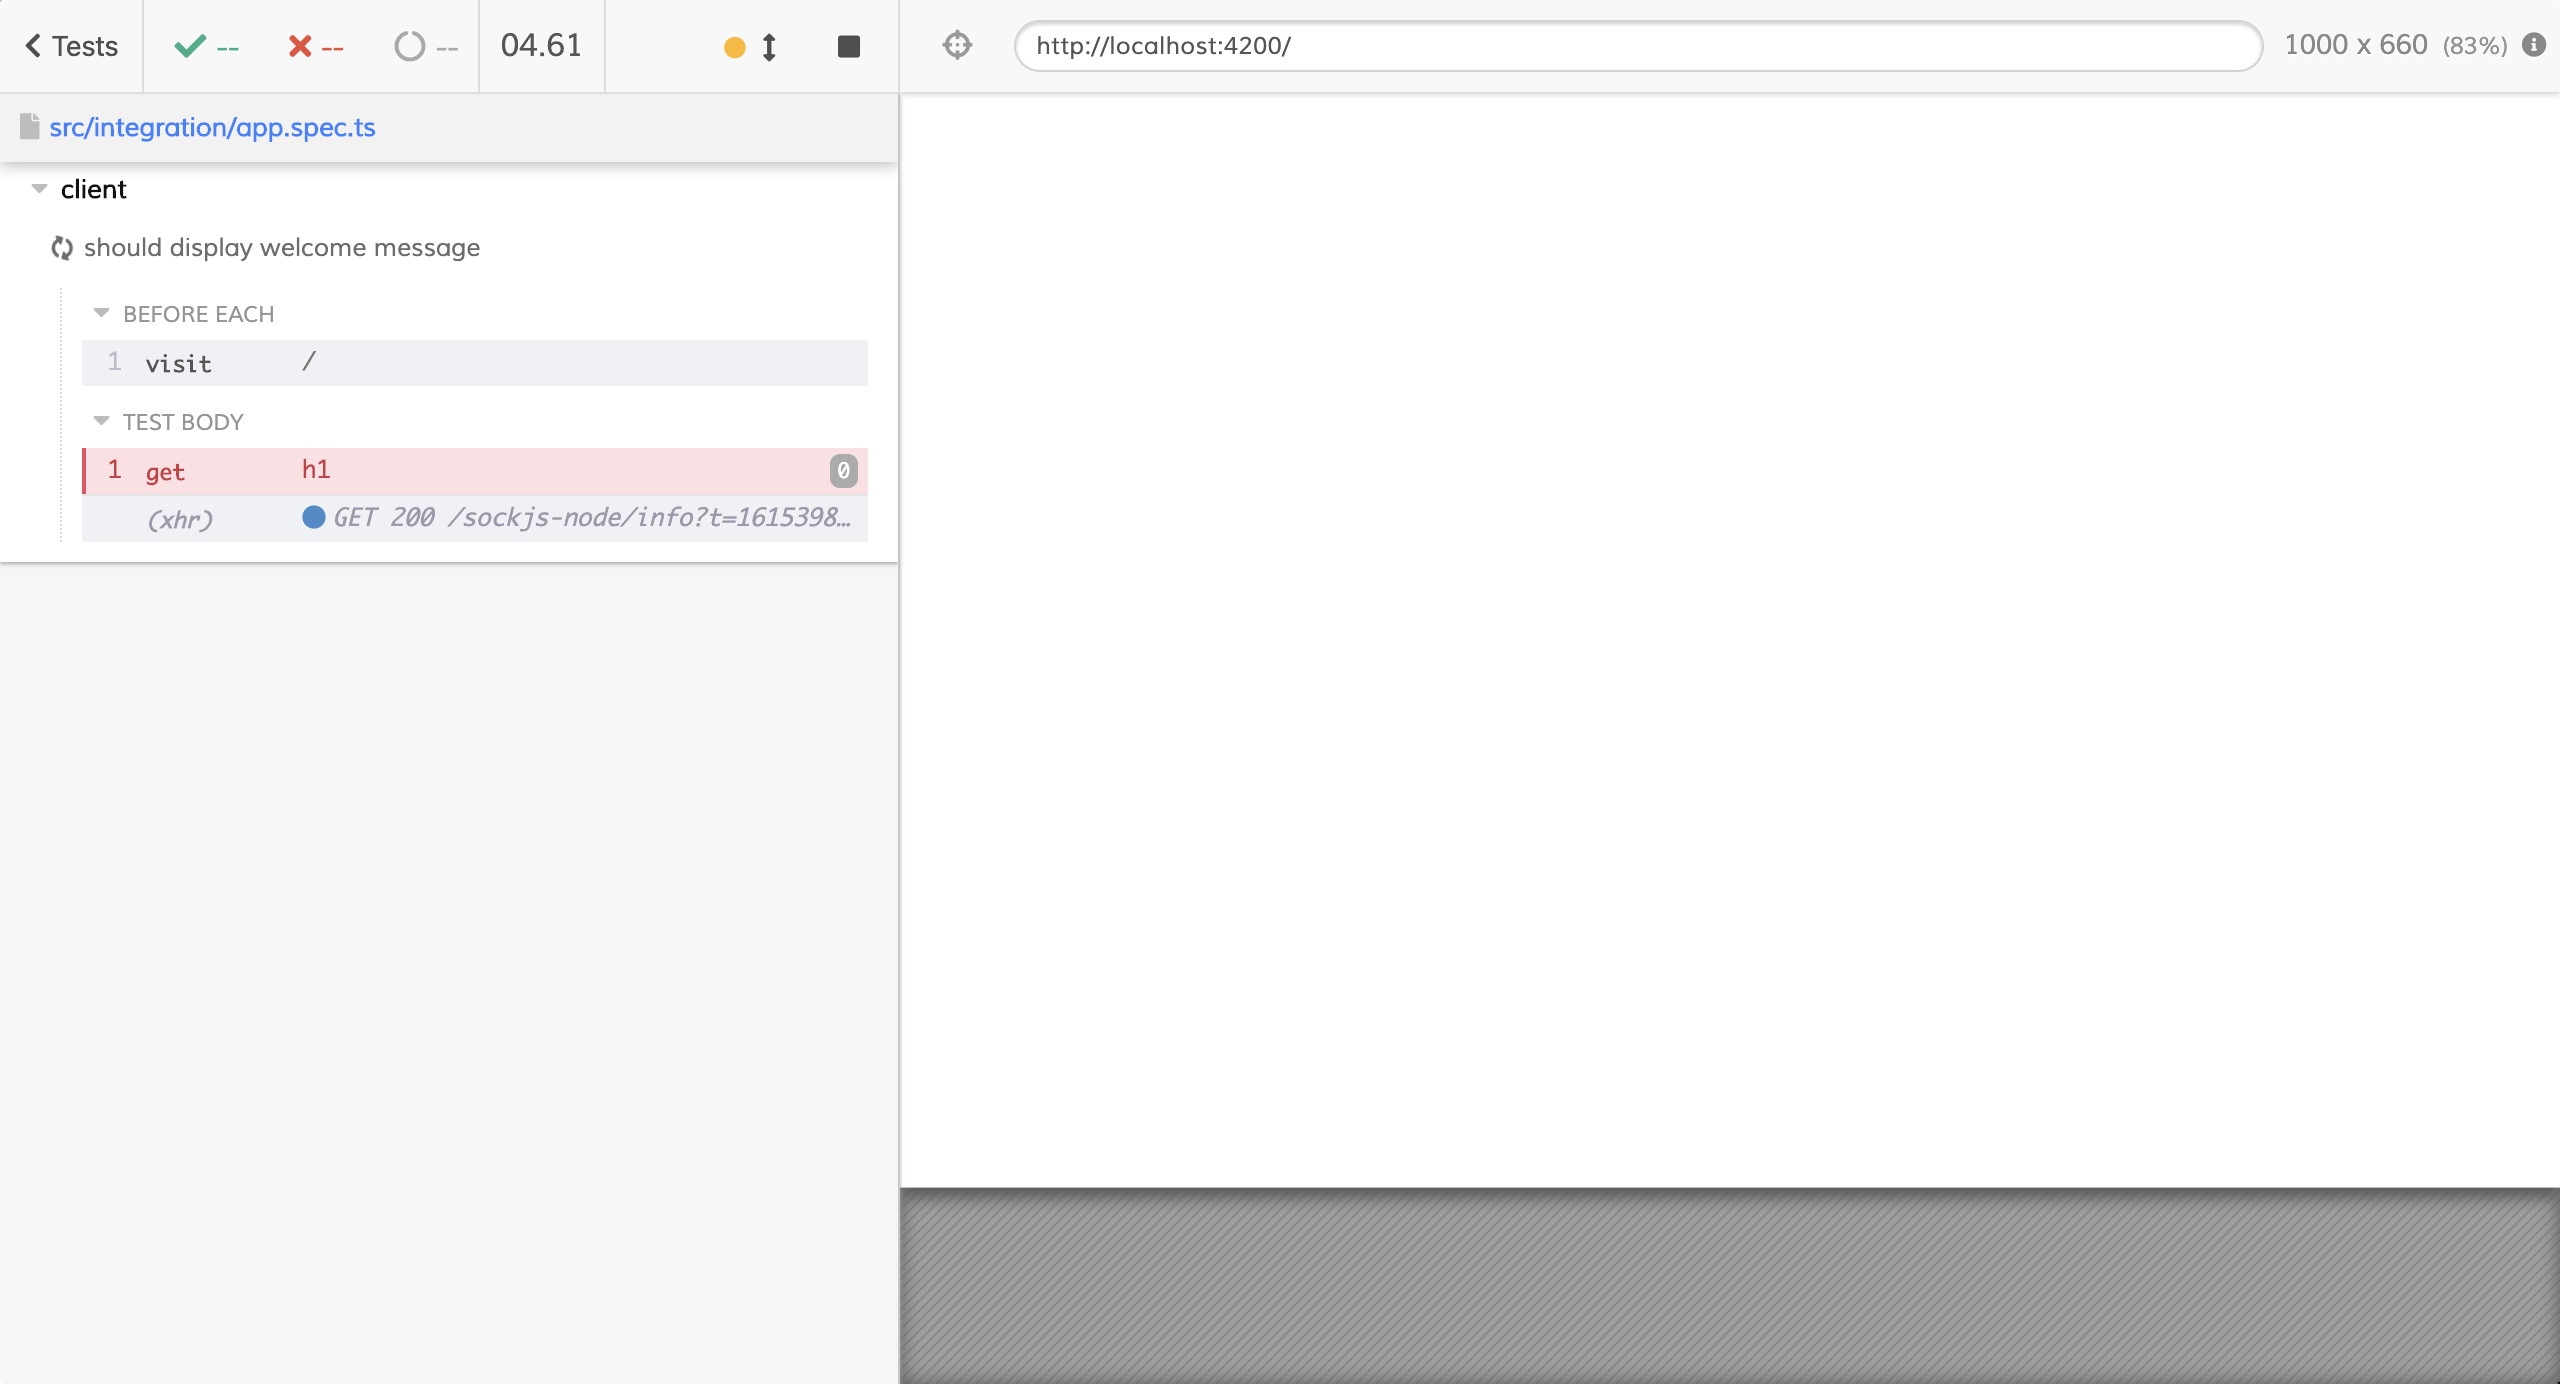 Tests -- -- -- 04.61
http://localhost:4200/ 1000 x 660 (83%)
src/integration/app.spec.ts
client
should display welcome message
BEFORE EACH
1 visit /
TEST BODY
1 get h1 0
(xhr) GET 200 /sockjs-node/info?t=1615398…